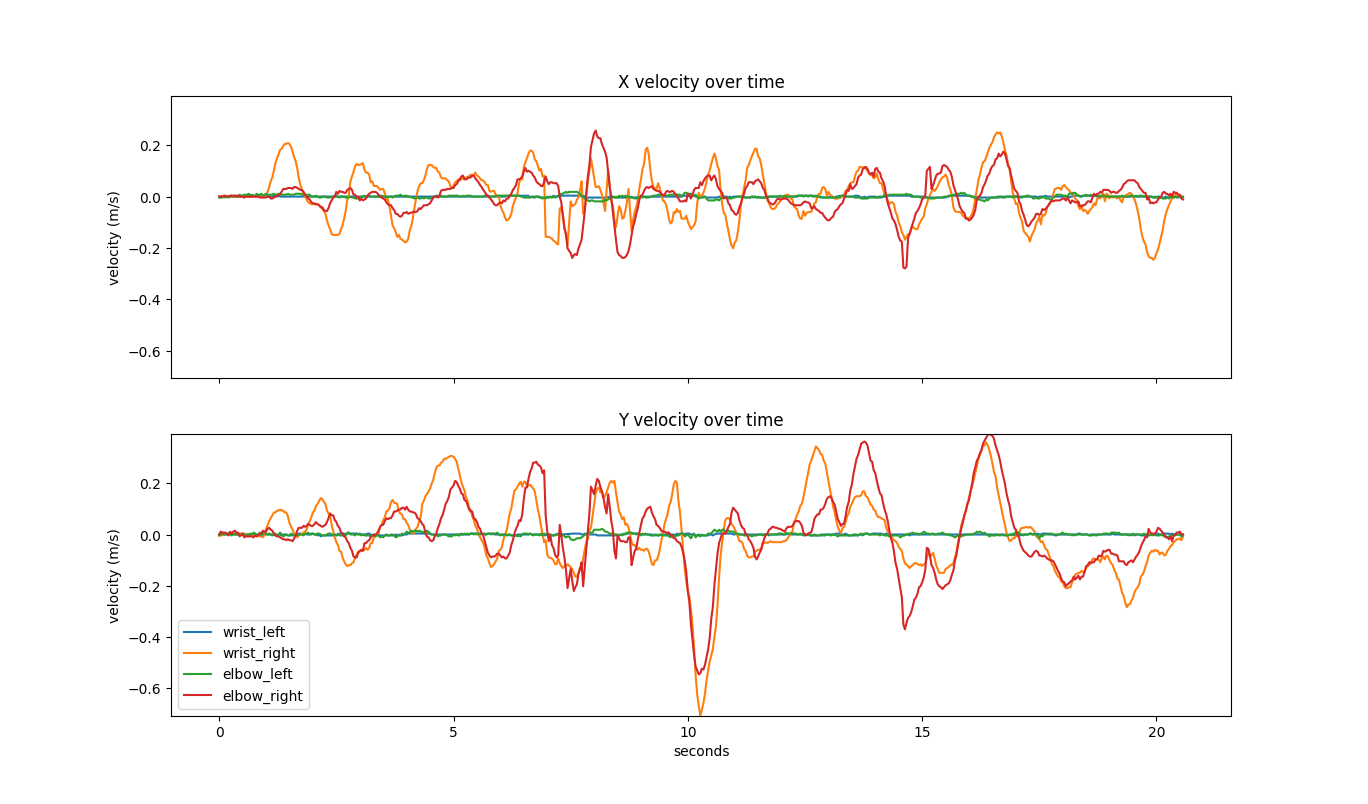 X velocity over time
velocity (m/s)
0.2
0.0
−0.2
−0.4
−0.6
Y velocity over time
velocity (m/s)
0.2
0.0
−0.2
−0.4
−0.6
wrist_left
wrist_right
elbow_left
elbow_right
0 5 10 15 20
seconds